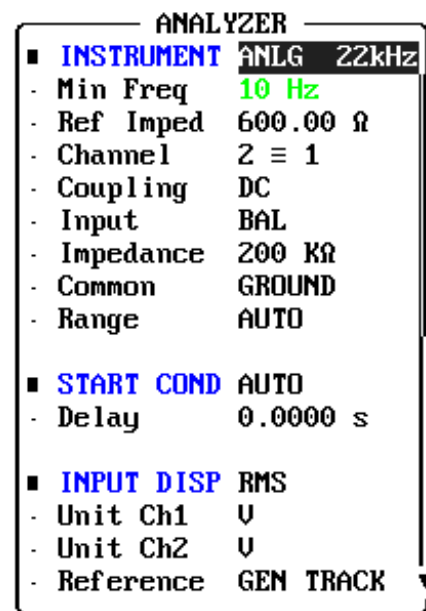 ANALYZER
INSTRUMENT ANLG 22kHz
Min Freq 10 Hz
Ref Imped 600.00 Ω
Channel 2 ≡ 1
Coupling DC
Input BAL
Impedance 200 KΩ
Common GROUND
Range AUTO
START COND AUTO
Delay 0.0000 s
INPUT DISP RMS
Unit Ch1 V
Unit Ch2 V
Reference GEN TRACK